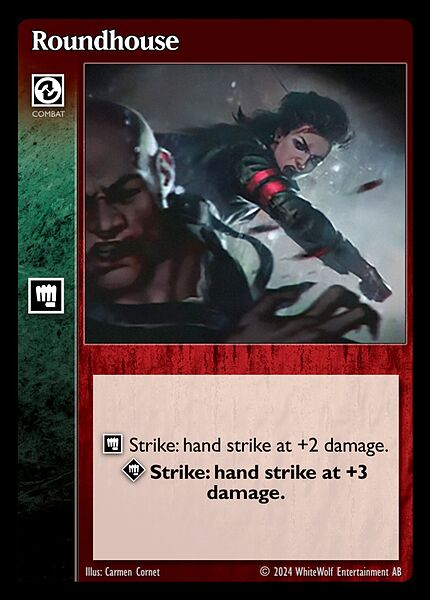 Roundhouse
COMBAT
Strike: hand strike at +2 damage.
Strike: hand strike at +3
damage.
Illus: Carmen Cornet
© 2024 WhiteWolf Entertainment AB